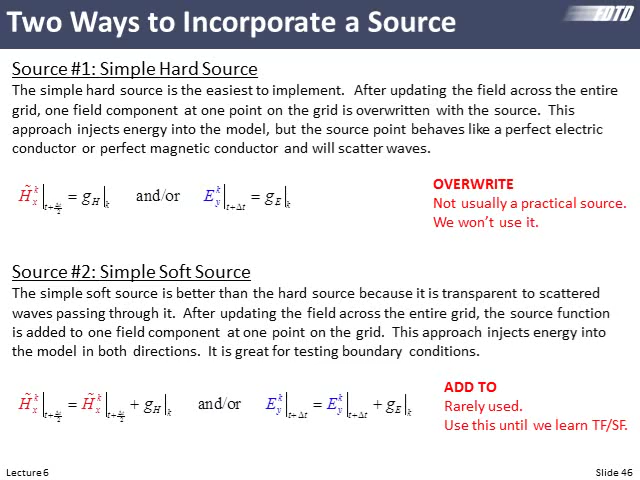 Two Ways to Incorporate a Source
FDTD
Source #1: Simple Hard Source
The simple hard source is the easiest to implement. After updating the field across the entire
grid, one field component at one point on the grid is overwritten with the source. This
approach injects energy into the model, but the source point behaves like a perfect electric
conductor or perfect magnetic conductor and will scatter waves.
H̃ₓᵏ|ₜ₊Δt/₂ = g_H|ₖ and/or E_yᵏ|ₜ₊Δt = g_E|ₖ
OVERWRITE
Not usually a practical source.
We won't use it.
Source #2: Simple Soft Source
The simple soft source is better than the hard source because it is transparent to scattered
waves passing through it. After updating the field across the entire grid, the source function
is added to one field component at one point on the grid. This approach injects energy into
the model in both directions. It is great for testing boundary conditions.
H̃ₓᵏ|ₜ₊Δt/₂ = H̃ₓᵏ|ₜ₊Δt/₂ + g_H|ₖ and/or E_yᵏ|ₜ₊Δt = E_yᵏ|ₜ₊Δt + g_E|ₖ
ADD TO
Rarely used.
Use this until we learn TF/SF.
Lecture 6
Slide 46